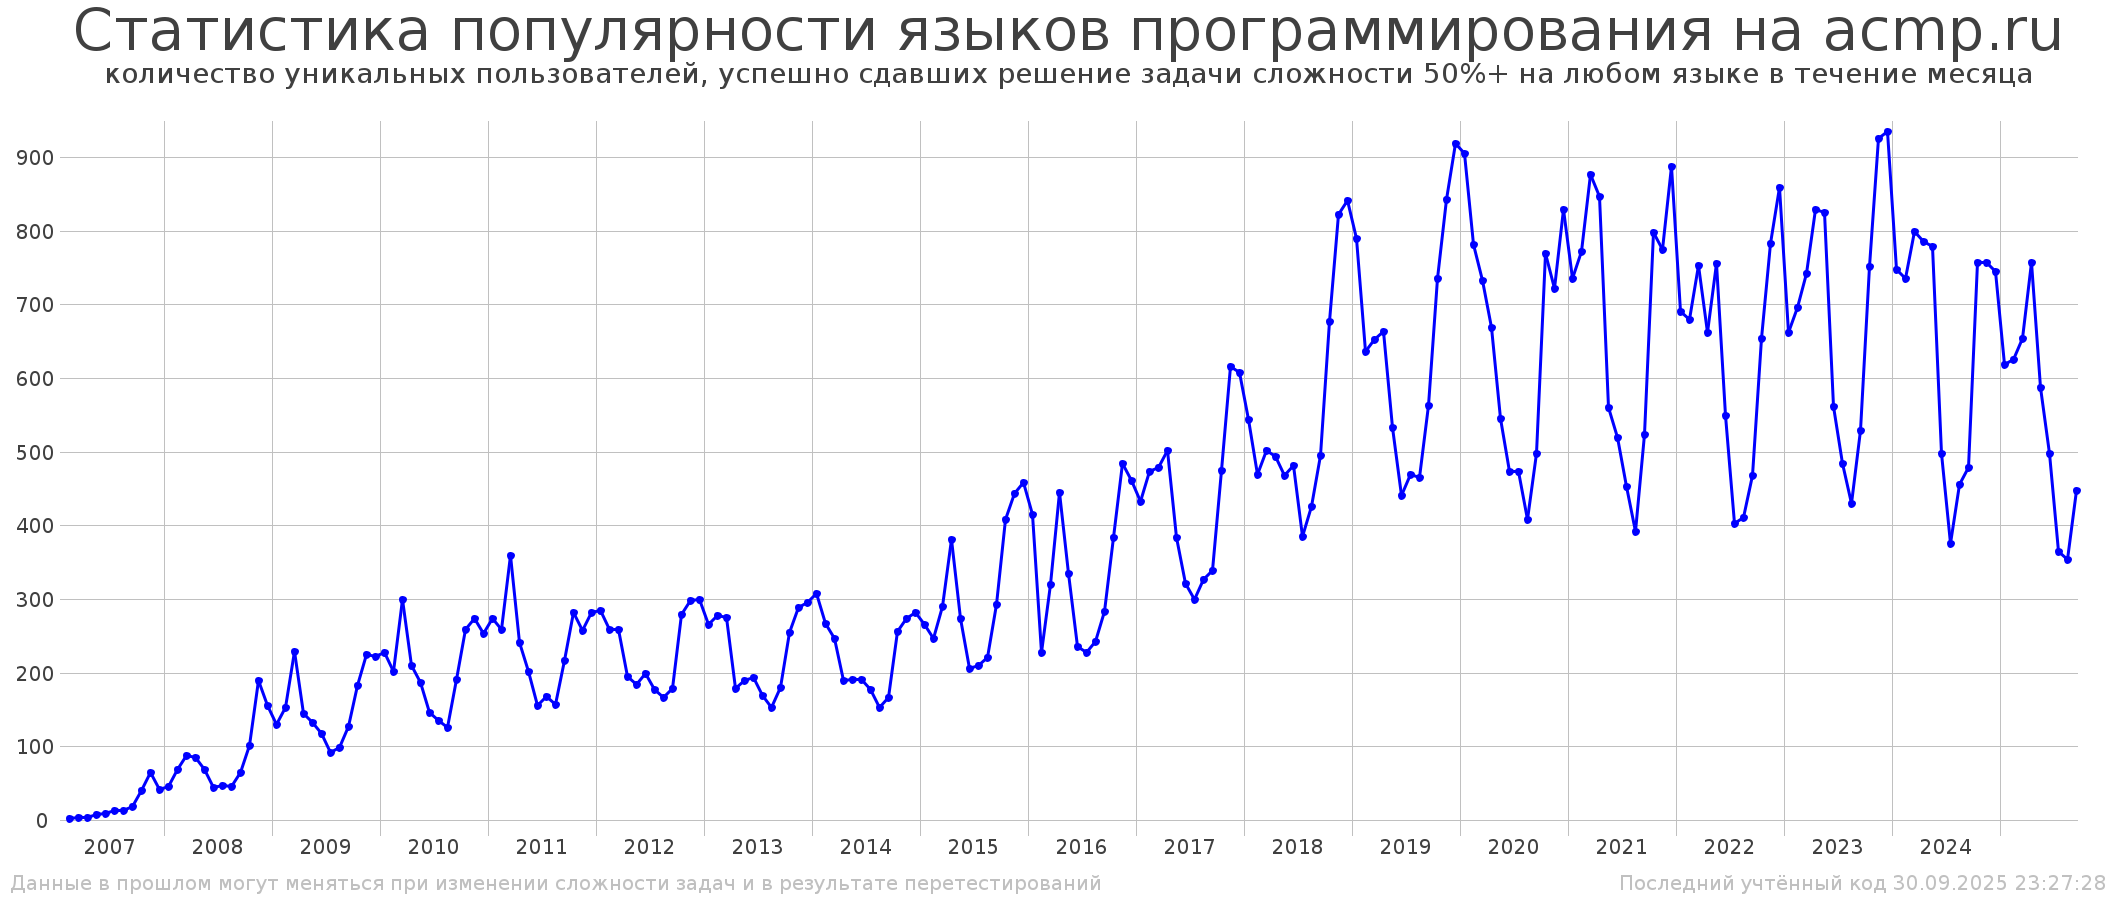 Статистика популярности языков программирования на acmp.ru
количество уникальных пользователей, успешно сдавших решение задачи сложности 50%+ на любом языке в течение месяца
900
800
700
600
500
400
300
200
100
0
2007 2008 2009 2010 2011 2012 2013 2014 2015 2016 2017 2018 2019 2020 2021 2022 2023 2024
Данные в прошлом могут меняться при изменении сложности задач и в результате перетестирований
Последний учтённый код 30.09.2025 23:27:28